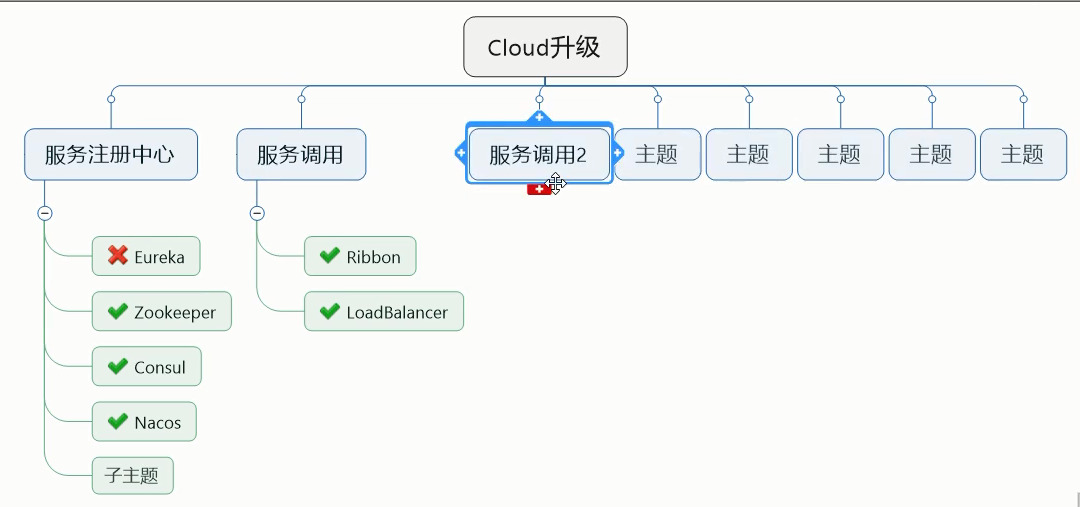 Cloud升级
服务注册中心
服务调用
服务调用2
主题
主题
主题
主题
主题
Eureka
Zookeeper
Consul
Nacos
子主题
Ribbon
LoadBalancer